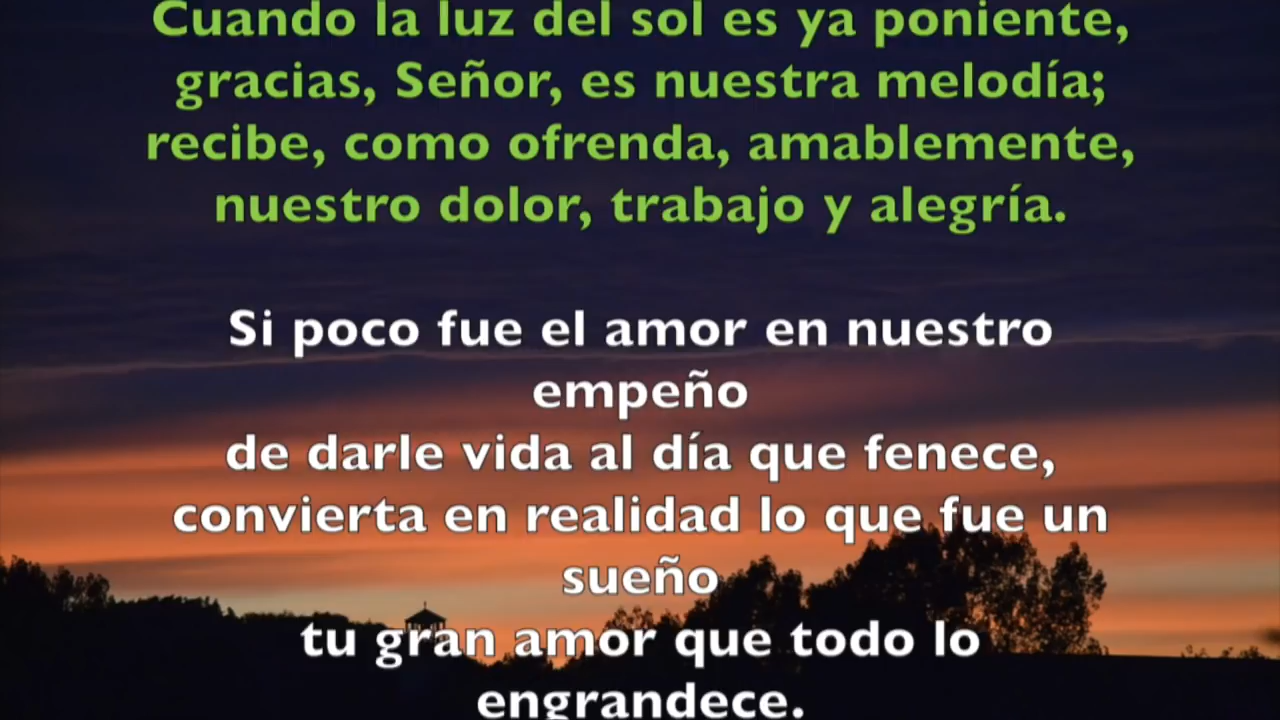 Cuando la luz del sol es ya poniente,
gracias, Señor, es nuestra melodía;
recibe, como ofrenda, amablemente,
nuestro dolor, trabajo y alegría.
Si poco fue el amor en nuestro
empeño
de darle vida al día que fenece,
convierta en realidad lo que fue un
sueño
tu gran amor que todo lo
engrandece.